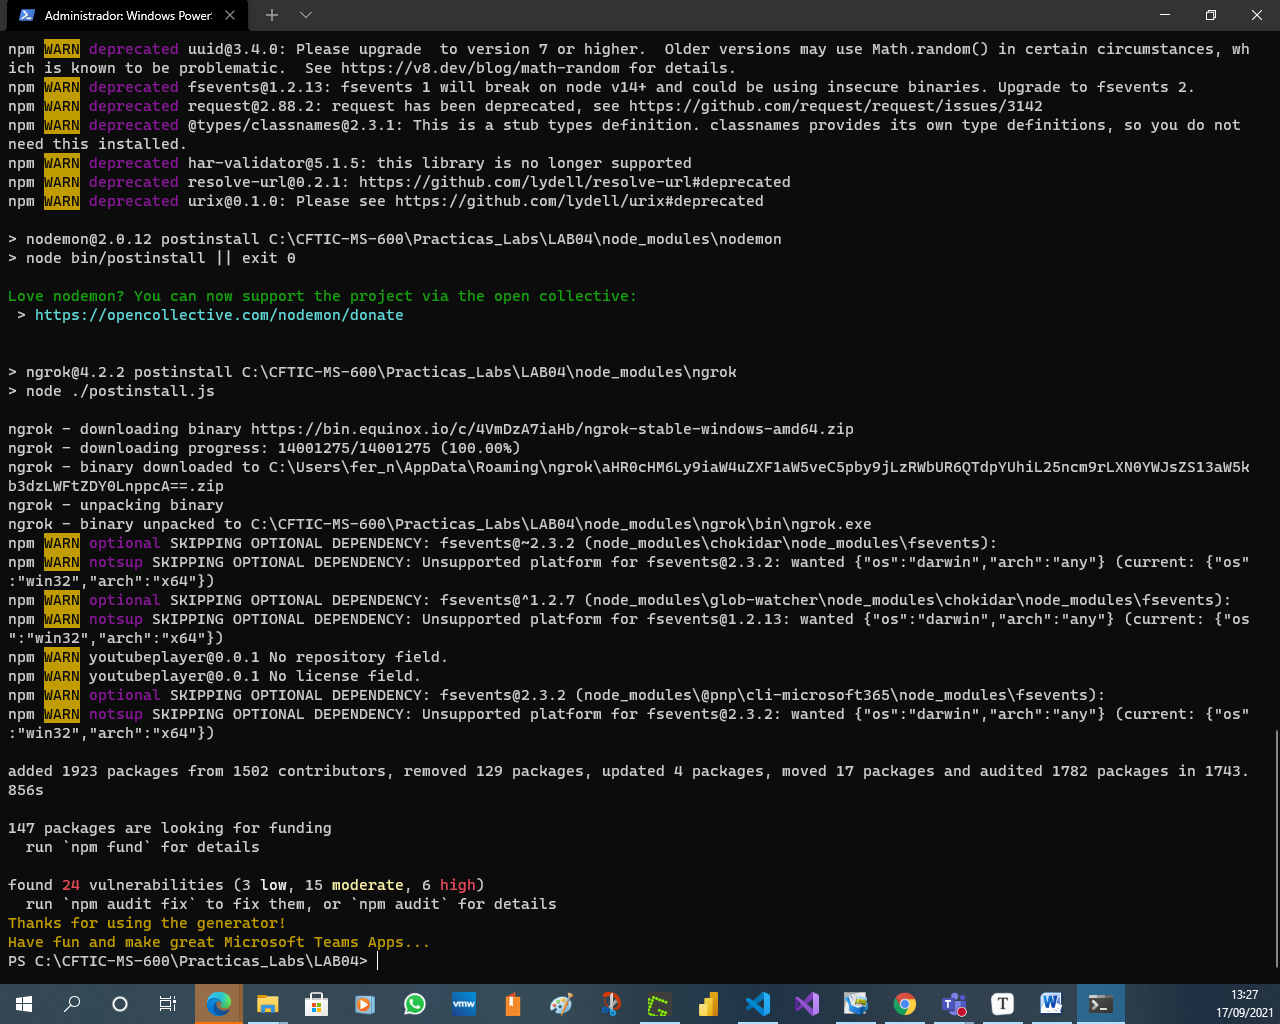 Administrador: Windows PowerS
npm WARN deprecated uuid@3.4.0: Please upgrade  to version 7 or higher.  Older versions may use Math.random() in certain circumstances, wh
ich is known to be problematic.  See https://v8.dev/blog/math-random for details.
npm WARN deprecated fsevents@1.2.13: fsevents 1 will break on node v14+ and could be using insecure binaries. Upgrade to fsevents 2.
npm WARN deprecated request@2.88.2: request has been deprecated, see https://github.com/request/request/issues/3142
npm WARN deprecated @types/classnames@2.3.1: This is a stub types definition. classnames provides its own type definitions, so you do not
need this installed.
npm WARN deprecated har-validator@5.1.5: this library is no longer supported
npm WARN deprecated resolve-url@0.2.1: https://github.com/lydell/resolve-url#deprecated
npm WARN deprecated urix@0.1.0: Please see https://github.com/lydell/urix#deprecated
> nodemon@2.0.12 postinstall C:\CFTIC-MS-600\Practicas_Labs\LAB04\node_modules\nodemon
> node bin/postinstall || exit 0
Love nodemon? You can now support the project via the open collective:
 > https://opencollective.com/nodemon/donate
> ngrok@4.2.2 postinstall C:\CFTIC-MS-600\Practicas_Labs\LAB04\node_modules\ngrok
> node ./postinstall.js
ngrok - downloading binary https://bin.equinox.io/c/4VmDzA7iaHb/ngrok-stable-windows-amd64.zip
ngrok - downloading progress: 14001275/14001275 (100.00%)
ngrok - binary downloaded to C:\Users\fer_n\AppData\Roaming\ngrok\aHR0cHM6Ly9iaW4uZXF1aW5veC5pby9jLzRWbUR6QTdpYUhiL25ncm9rLXN0YWJsZS13aW5k
b3dzLWFtZDY0LnppcA==.zip
ngrok - unpacking binary
ngrok - binary unpacked to C:\CFTIC-MS-600\Practicas_Labs\LAB04\node_modules\ngrok\bin\ngrok.exe
npm WARN optional SKIPPING OPTIONAL DEPENDENCY: fsevents@~2.3.2 (node_modules\chokidar\node_modules\fsevents):
npm WARN notsup SKIPPING OPTIONAL DEPENDENCY: Unsupported platform for fsevents@2.3.2: wanted {"os":"darwin","arch":"any"} (current: {"os"
:"win32","arch":"x64"})
npm WARN optional SKIPPING OPTIONAL DEPENDENCY: fsevents@^1.2.7 (node_modules\glob-watcher\node_modules\chokidar\node_modules\fsevents):
npm WARN notsup SKIPPING OPTIONAL DEPENDENCY: Unsupported platform for fsevents@1.2.13: wanted {"os":"darwin","arch":"any"} (current: {"os
":"win32","arch":"x64"})
npm WARN youtubeplayer@0.0.1 No repository field.
npm WARN youtubeplayer@0.0.1 No license field.
npm WARN optional SKIPPING OPTIONAL DEPENDENCY: fsevents@2.3.2 (node_modules\@pnp\cli-microsoft365\node_modules\fsevents):
npm WARN notsup SKIPPING OPTIONAL DEPENDENCY: Unsupported platform for fsevents@2.3.2: wanted {"os":"darwin","arch":"any"} (current: {"os"
:"win32","arch":"x64"})
added 1923 packages from 1502 contributors, removed 129 packages, updated 4 packages, moved 17 packages and audited 1782 packages in 1743.
856s
147 packages are looking for funding
  run `npm fund` for details
found 24 vulnerabilities (3 low, 15 moderate, 6 high)
  run `npm audit fix` to fix them, or `npm audit` for details
Thanks for using the generator!
Have fun and make great Microsoft Teams Apps...
PS C:\CFTIC-MS-600\Practicas_Labs\LAB04>
vmw
T
W
13:27
17/09/2021